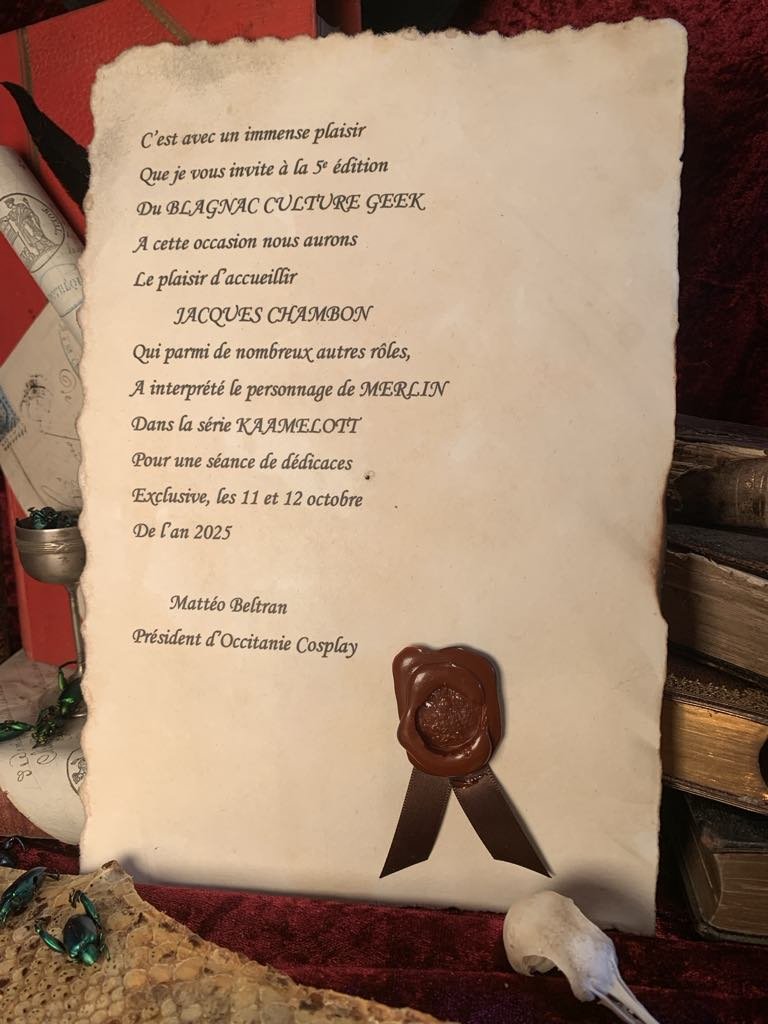 C'est avec un immense plaisir
Que je vous invite à la 5e édition
Du BLAGNAC CULTURE GEEK
A cette occasion nous aurons
Le plaisir d'accueillir
JACQUES CHAMBON
Qui parmi de nombreux autres rôles,
A interprété le personnage de MERLIN
Dans la série KAAMELOTT
Pour une séance de dédicaces
Exclusive, les 11 et 12 octobre
De l'an 2025
Mattéo Beltran
Président d'Occitanie Cosplay